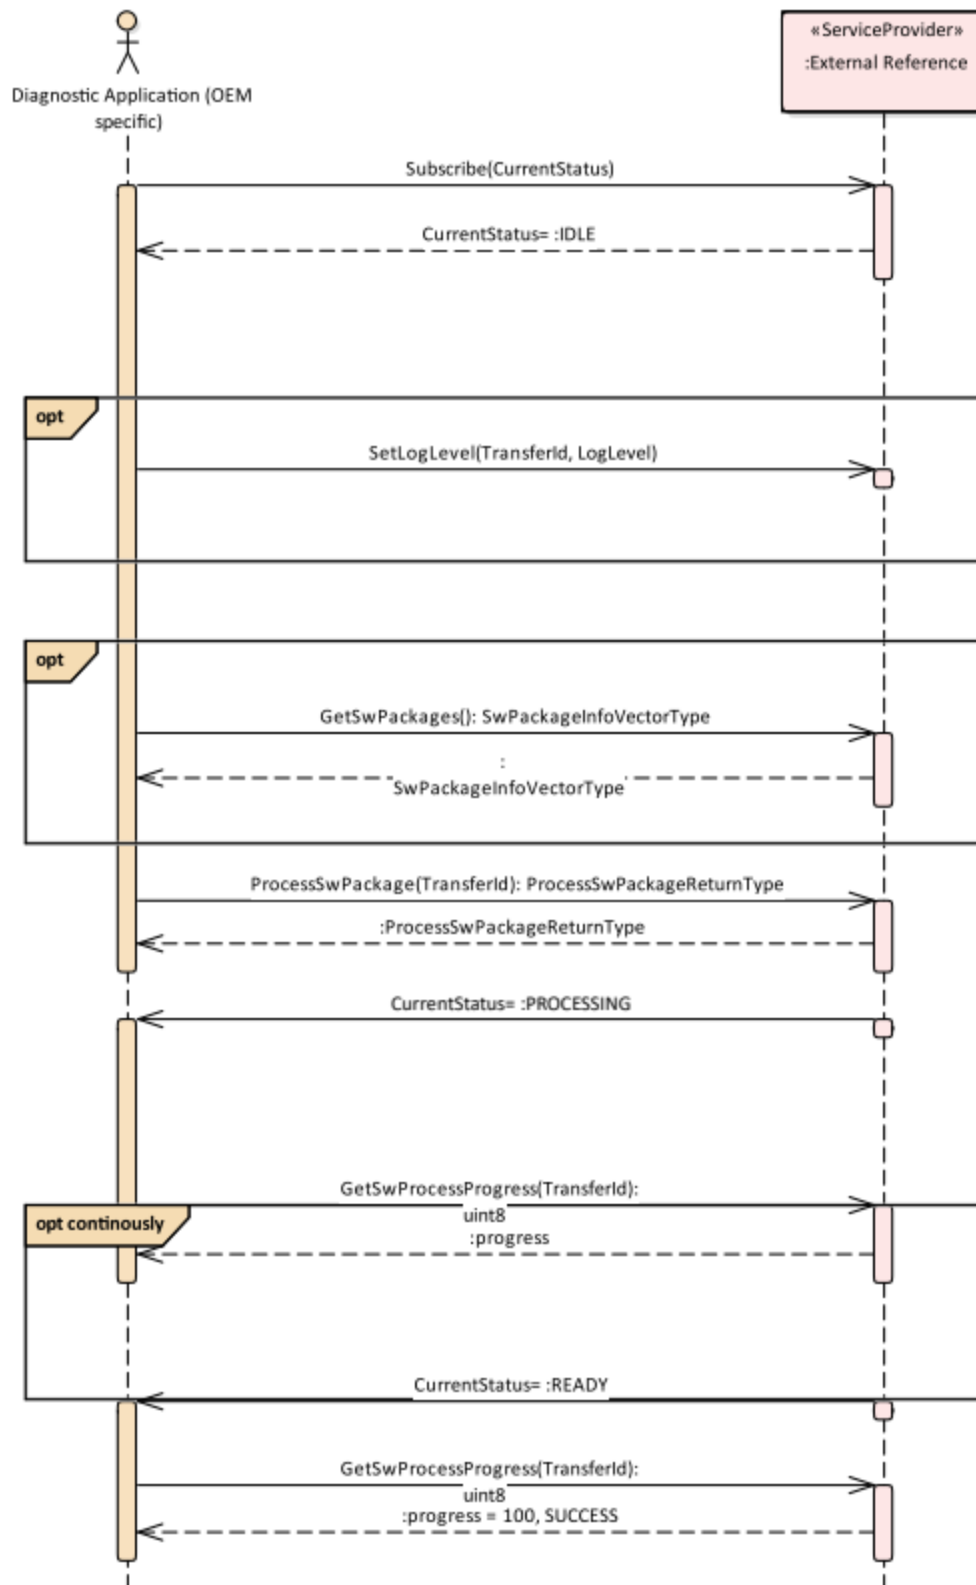 «ServiceProvider»
:External Reference
Diagnostic Application (OEM
specific)
Subscribe(CurrentStatus)
CurrentStatus= :IDLE
opt
SetLogLevel(TransferId, LogLevel)
opt
GetSwPackages(): SwPackageInfoVectorType
:
SwPackageInfoVectorType
ProcessSwPackage(TransferId): ProcessSwPackageReturnType
:ProcessSwPackageReturnType
CurrentStatus= :PROCESSING
GetSwProcessProgress(TransferId):
uint8
opt continously
:progress
CurrentStatus= :READY
GetSwProcessProgress(TransferId):
uint8
:progress = 100, SUCCESS